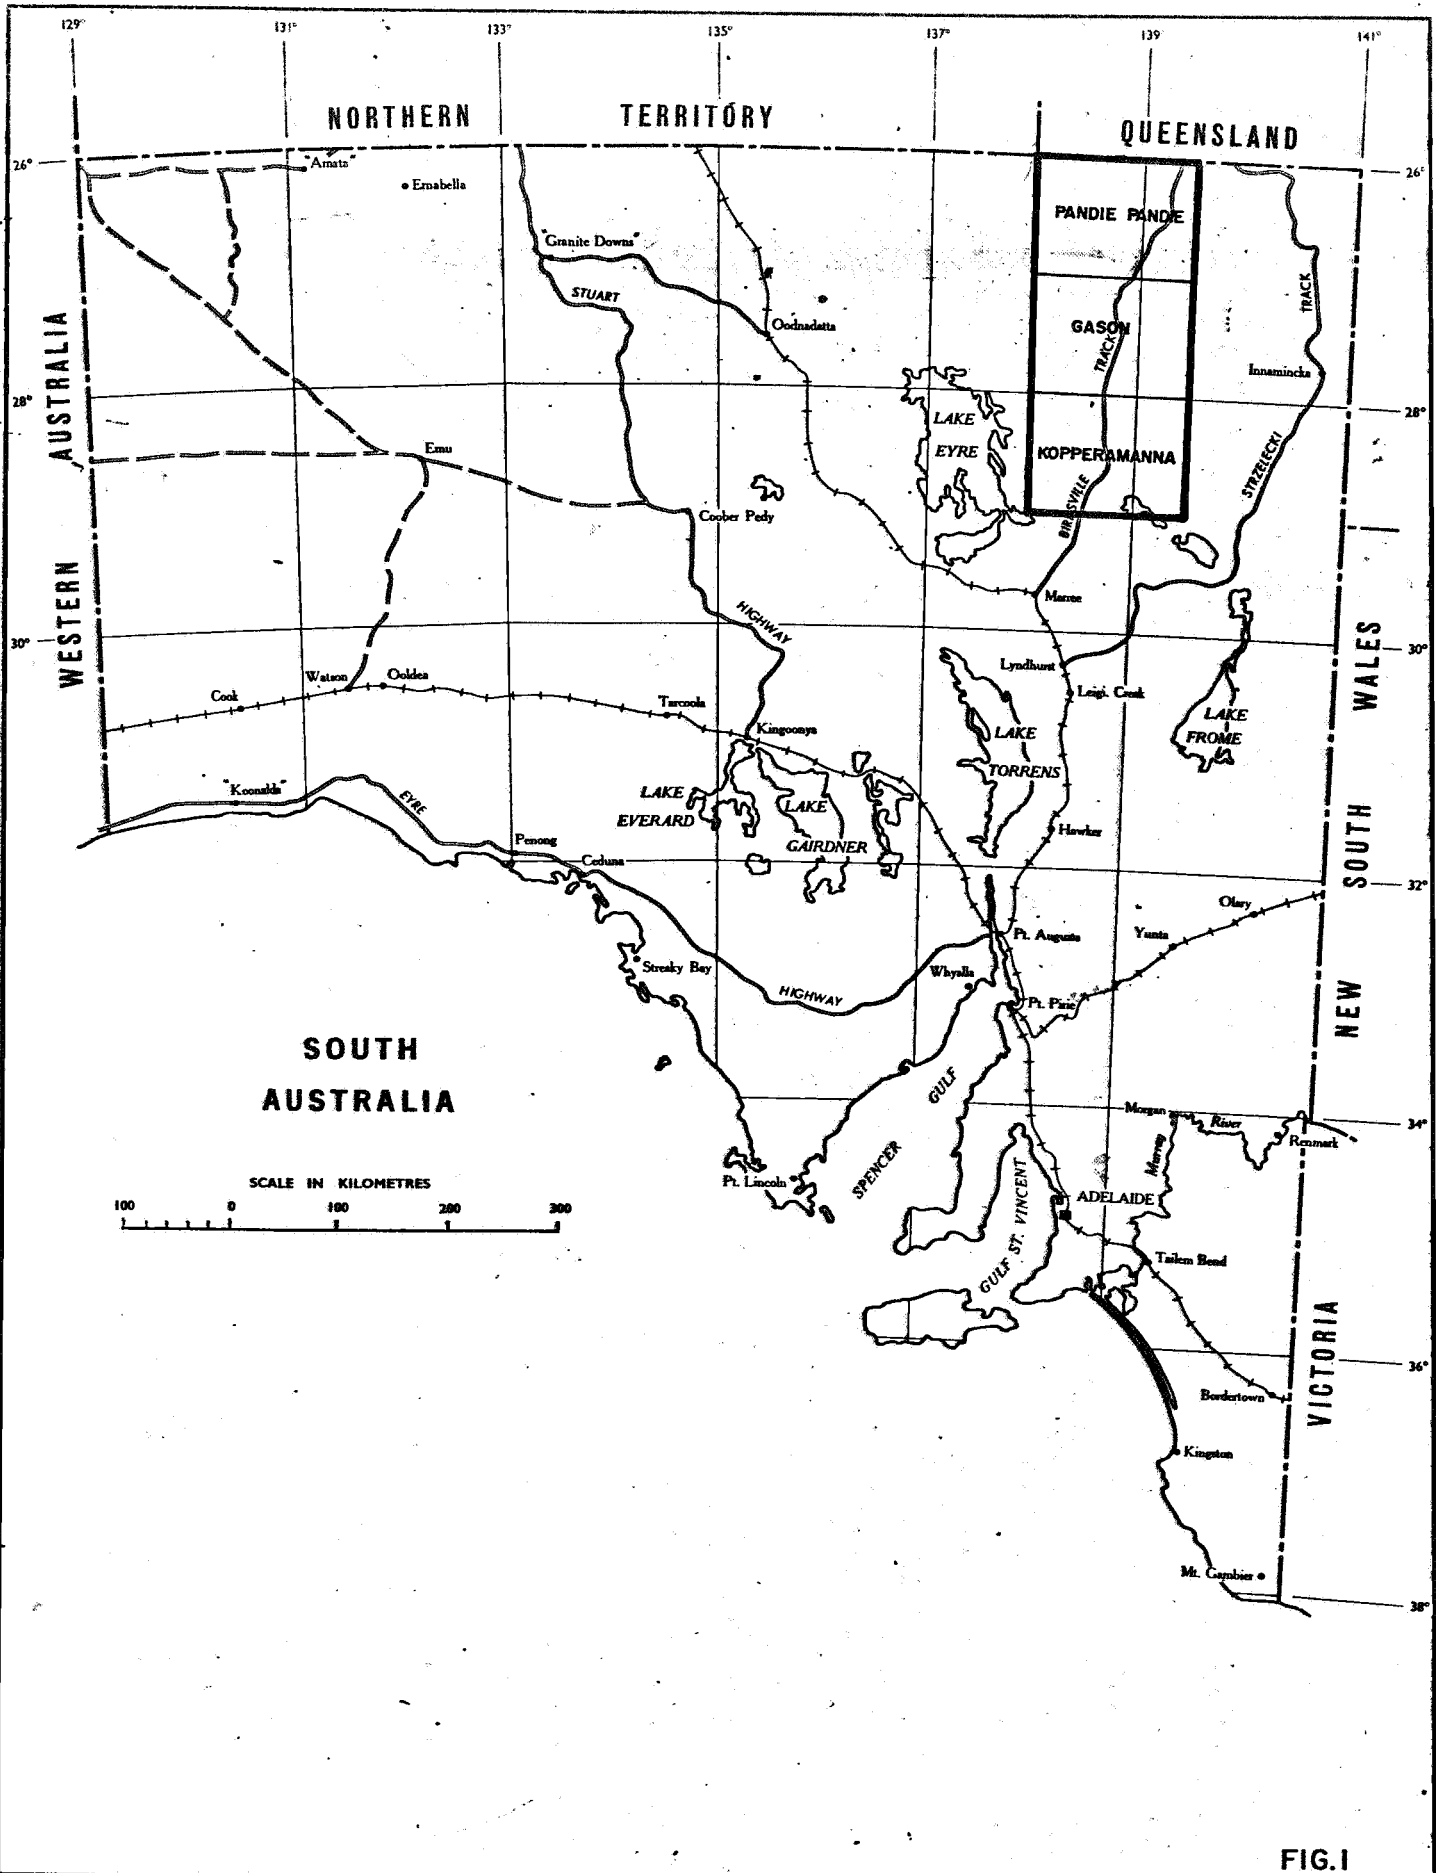 129° 131° 133° 135° 137° 139° 141°
NORTHERN TERRITORY
QUEENSLAND
26°
26°
"Amata"
Ernabella
PANDIE PANDIE
"Granite Downs"
STUART
TRACK
Oodnadatta
GASON
TRACK
Innamincka
WESTERN AUSTRALIA
28°
28°
LAKE
EYRE
KOPPERAMANNA
Emu
STRZELECKI
BIRDSVILLE
Coober Pedy
Marree
HIGHWAY
30°
30°
Lyndhurst
Watson
Ooldea
Leigh Creek
Cook
Tarcoola
LAKE
FROME
Kingoonya
LAKE
TORRENS
"Koonalda"
EYRE
LAKE
EVERARD
LAKE
GAIRDNER
Hawker
Penong
Ceduna
NEW SOUTH WALES
32°
Olary
Yunta
Pt. Augusta
Streaky Bay
Whyalla
HIGHWAY
Pt. Pirie
SOUTH
AUSTRALIA
SPENCER GULF
Morgan
River
Murray
34°
Renmark
SCALE IN KILOMETRES
100 0 100 200 300
Pt. Lincoln
GULF ST. VINCENT
ADELAIDE
Tailem Bend
36°
VICTORIA
Bordertown
Kingston
Mt. Gambier
38°
FIG.1